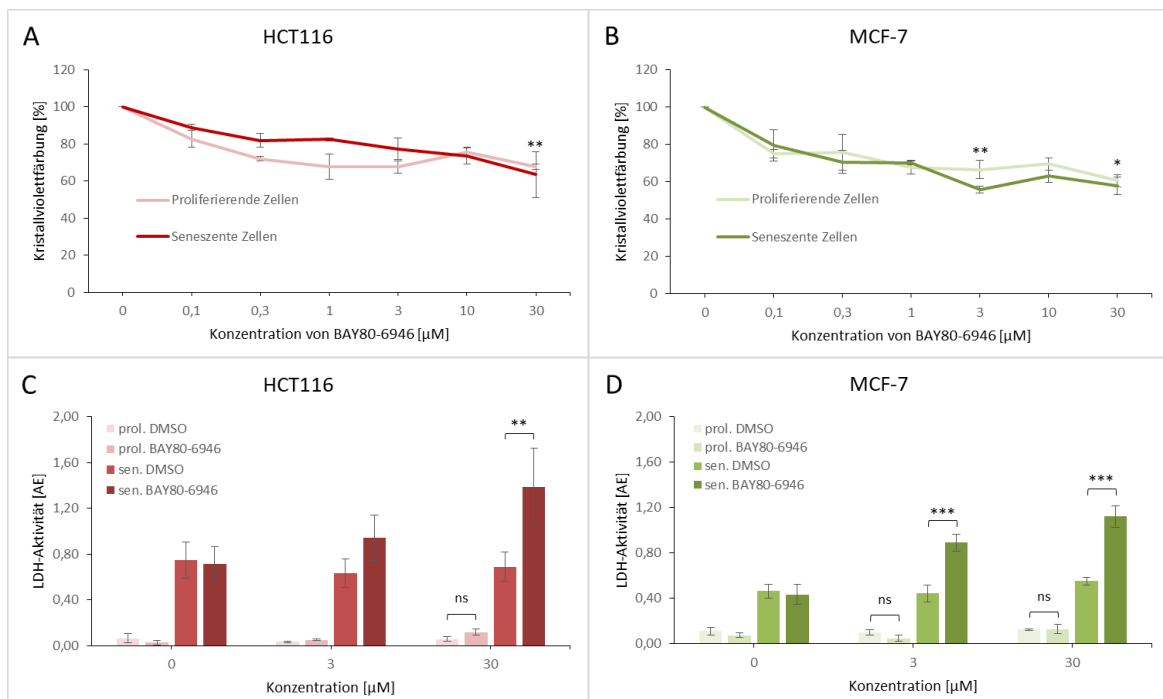 A
HCT116
Kristallviolettfärbung [%]
120
100
80
60
40
20
0
**
Proliferierende Zellen
Seneszente Zellen
0 0,1 0,3 1 3 10 30
Konzentration von BAY80-6946 [µM]
B
MCF-7
Kristallviolettfärbung [%]
120
100
80
60
40
20
0
** *
Proliferierende Zellen
Seneszente Zellen
0 0,1 0,3 1 3 10 30
Konzentration von BAY80-6946 [µM]
C
HCT116
LDH-Aktivität [AE]
2,00
1,60
1,20
0,80
0,40
0,00
prol. DMSO
prol. BAY80-6946
sen. DMSO
sen. BAY80-6946
**
ns
0 3 30
Konzentration [µM]
D
MCF-7
LDH-Aktivität [AE]
2,00
1,60
1,20
0,80
0,40
0,00
prol. DMSO
prol. BAY80-6946
sen. DMSO
sen. BAY80-6946
***
***
ns
ns
0 3 30
Konzentration [µM]